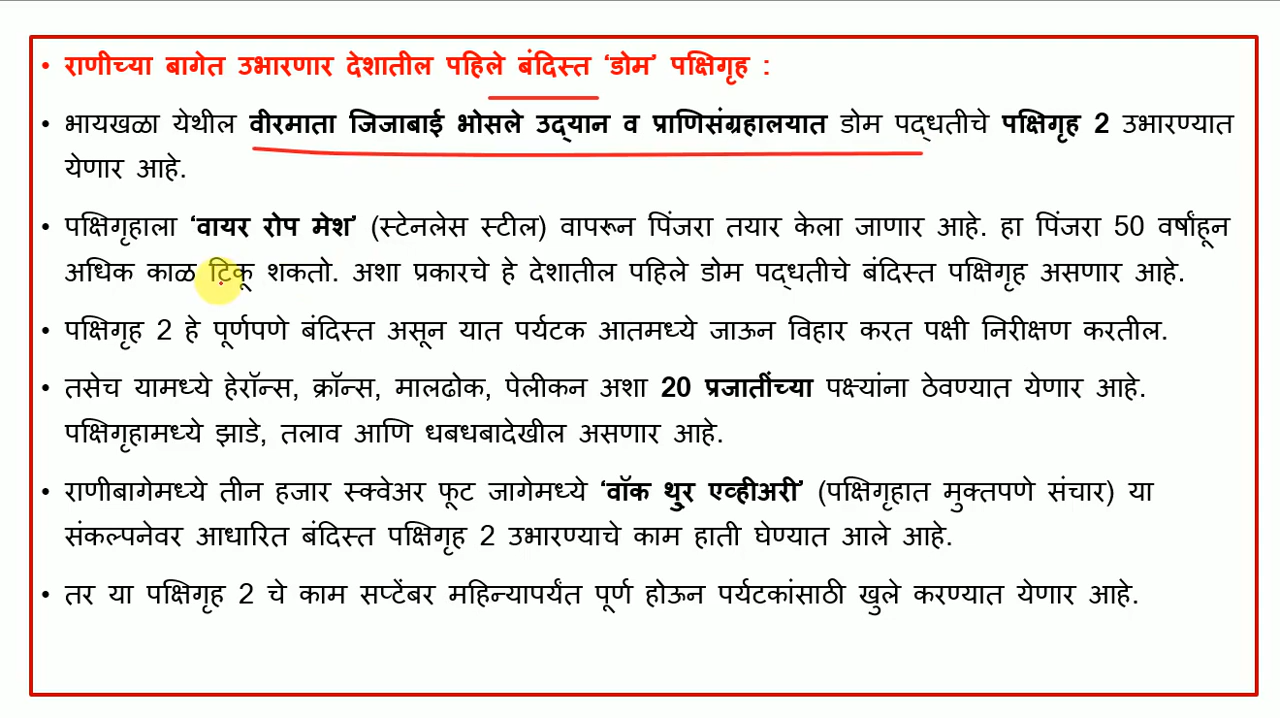 • राणीच्या बागेत उभारणार देशातील पहिले बंदिस्त ‘डोम’ पक्षिगृह :
• भायखळा येथील वीरमाता जिजाबाई भोसले उद्‌यान व प्राणिसंग्रहालयात डोम पद्धतीचे पक्षिगृह 2 उभारण्यात
येणार आहे.
• पक्षिगृहाला ‘वायर रोप मेश’ (स्टेनलेस स्टील) वापरून पिंजरा तयार केला जाणार आहे. हा पिंजरा 50 वर्षांहून
अधिक काळ टिकू शकतो. अशा प्रकारचे हे देशातील पहिले डोम पद्धतीचे बंदिस्त पक्षिगृह असणार आहे.
• पक्षिगृह 2 हे पूर्णपणे बंदिस्त असून यात पर्यटक आतमध्ये जाऊन विहार करत पक्षी निरीक्षण करतील.
• तसेच यामध्ये हेरॉन्स, क्रॉन्स, मालढोक, पेलीकन अशा 20 प्रजातींच्या पक्ष्यांना ठेवण्यात येणार आहे.
पक्षिगृहामध्ये झाडे, तलाव आणि धबधबादेखील असणार आहे.
• राणीबागेमध्ये तीन हजार स्क्वेअर फूट जागेमध्ये ‘वॉक थुर एव्हीअरी’ (पक्षिगृहात मुक्तपणे संचार) या
संकल्पनेवर आधारित बंदिस्त पक्षिगृह 2 उभारण्याचे काम हाती घेण्यात आले आहे.
• तर या पक्षिगृह 2 चे काम सप्टेंबर महिन्यापर्यंत पूर्ण होऊन पर्यटकांसाठी खुले करण्यात येणार आहे.